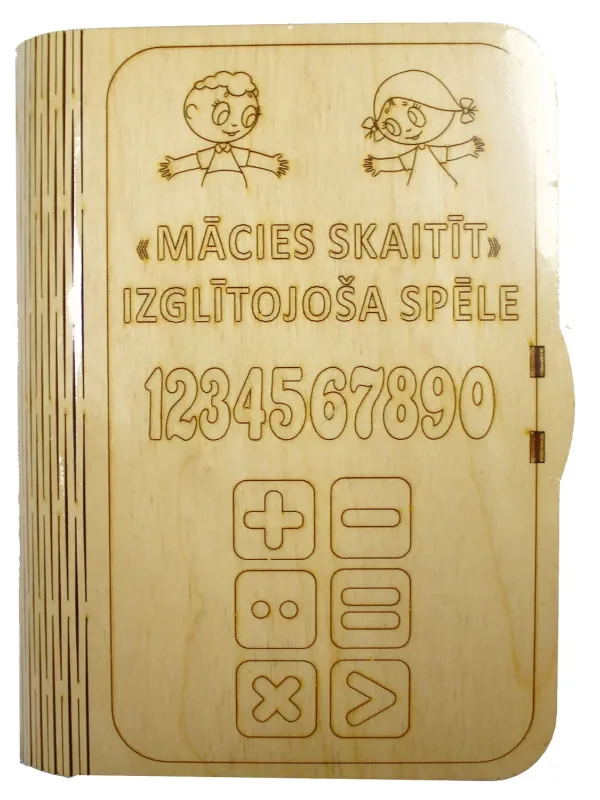 «MĀCIES SKAITĪT»
IZGLĪTOJOŠA SPĒLE
1234567890
+ -
: =
× >